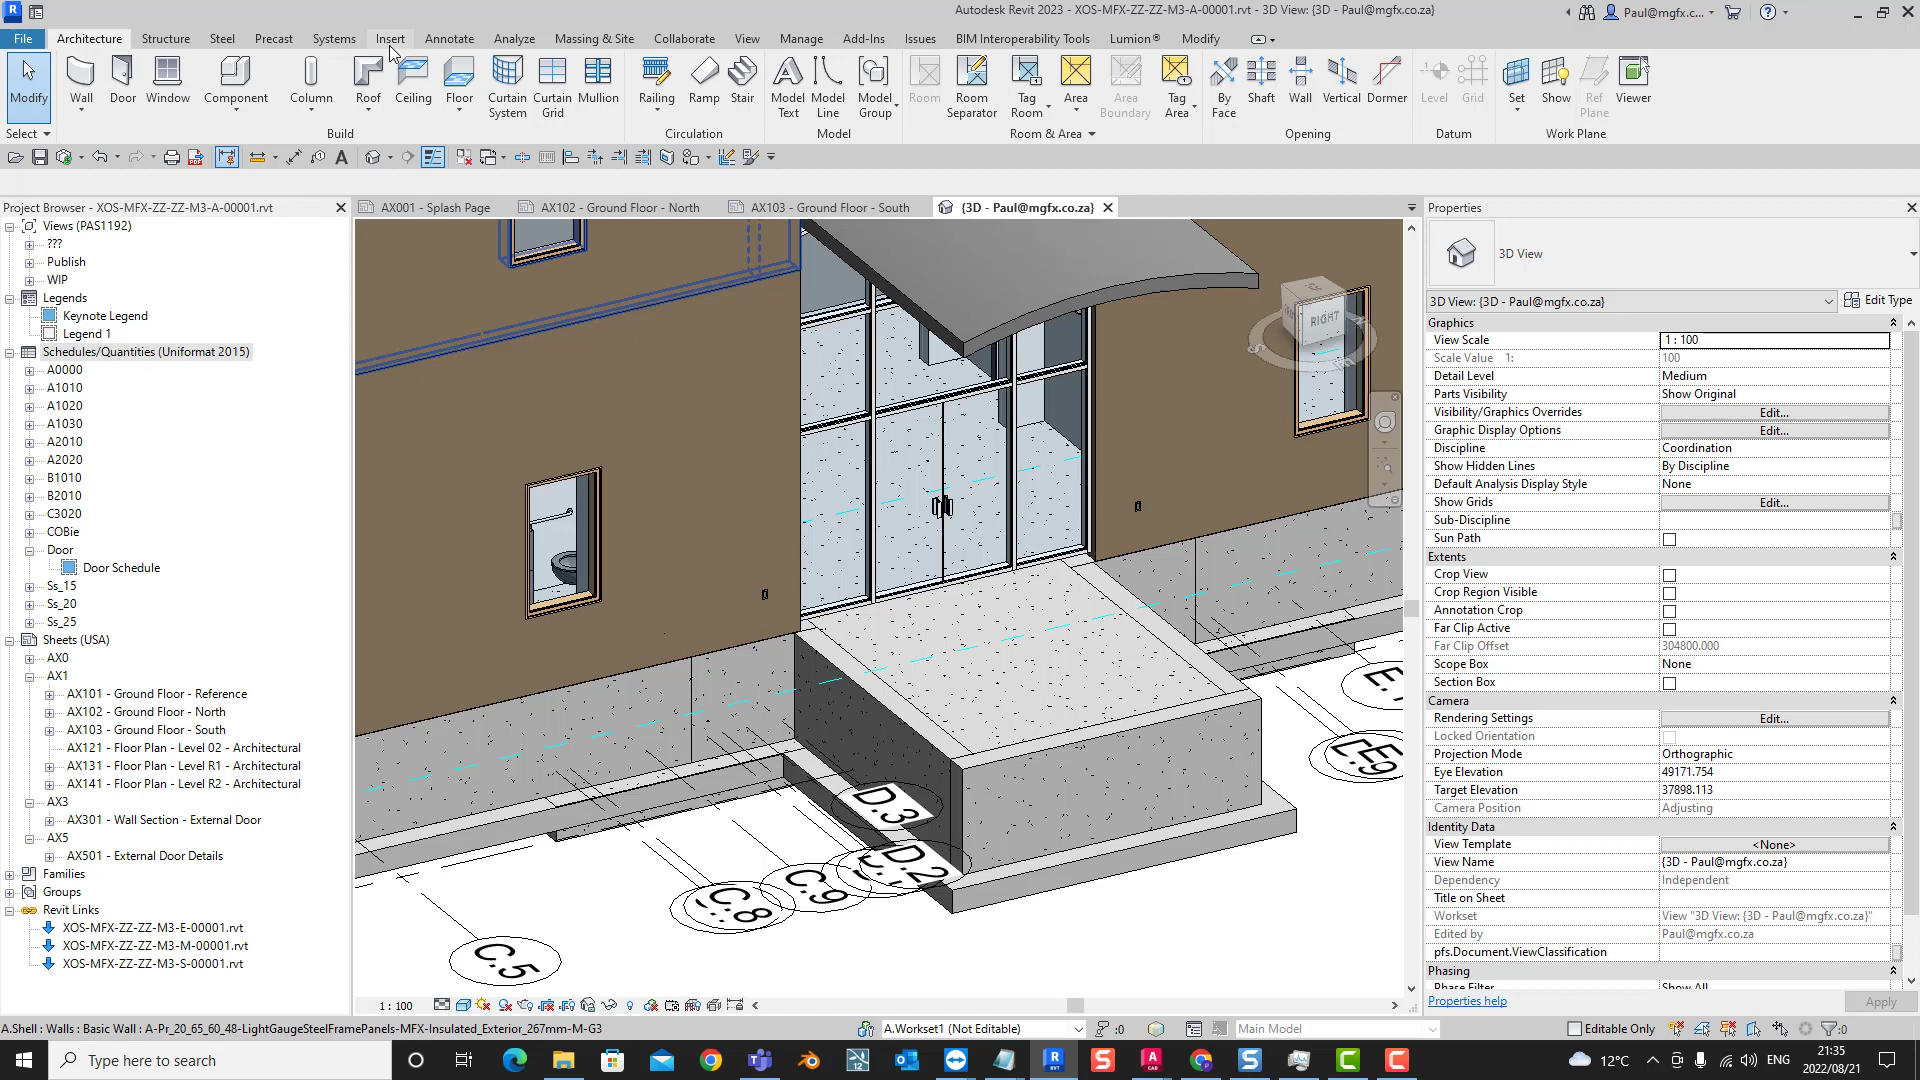 Autodesk Revit 2023 - XOS-MFX-ZZ-ZZ-M3-A-00001.rvt - 3D View: {3D - Paul@mgfx.co.za}
Paul@mgfx.c...
File Architecture Structure Steel Precast Systems Insert Annotate Analyze Massing & Site Collaborate View Manage Add-Ins Issues BIM Interoperability Tools Lumion® Modify
Modify Wall Door Window Component Column Roof Ceiling Floor Curtain System Curtain Grid Mullion Railing Ramp Stair Model Text Model Line Model Group Room Room Separator Tag Room Area Area Boundary Tag Area By Face Shaft Wall Vertical Dormer Level Grid Set Show Ref Plane Viewer
Select Build Circulation Model Room & Area Opening Datum Work Plane
Project Browser - XOS-MFX-ZZ-ZZ-M3-A-00001.rvt
AX001 - Splash Page
AX102 - Ground Floor - North
AX103 - Ground Floor - South
{3D - Paul@mgfx.co.za}
Views (PAS1192)
???
Publish
WIP
Legends
Keynote Legend
Legend 1
Schedules/Quantities (Uniformat 2015)
A0000
A1010
A1020
A1030
A2010
A2020
B1010
B2010
C3020
COBie
Door
Door Schedule
Ss_15
Ss_20
Ss_25
Sheets (USA)
AX0
AX1
AX101 - Ground Floor - Reference
AX102 - Ground Floor - North
AX103 - Ground Floor - South
AX121 - Floor Plan - Level 02 - Architectural
AX131 - Floor Plan - Level R1 - Architectural
AX141 - Floor Plan - Level R2 - Architectural
AX3
AX301 - Wall Section - External Door
AX5
AX501 - External Door Details
Families
Groups
Revit Links
XOS-MFX-ZZ-ZZ-M3-E-00001.rvt
XOS-MFX-ZZ-ZZ-M3-M-00001.rvt
XOS-MFX-ZZ-ZZ-M3-S-00001.rvt
RIGHT
D.3
D.2
C.9
C.8
C.5
Properties
3D View
3D View: {3D - Paul@mgfx.co.za} Edit Type
Graphics
View Scale 1 : 100
Scale Value 1: 100
Detail Level Medium
Parts Visibility Show Original
Visibility/Graphics Overrides Edit...
Graphic Display Options Edit...
Discipline Coordination
Show Hidden Lines By Discipline
Default Analysis Display Style None
Show Grids Edit...
Sub-Discipline
Sun Path
Extents
Crop View
Crop Region Visible
Annotation Crop
Far Clip Active
Far Clip Offset 304800.000
Scope Box None
Section Box
Camera
Rendering Settings Edit...
Locked Orientation
Projection Mode Orthographic
Eye Elevation 49171.754
Target Elevation 37898.113
Camera Position Adjusting
Identity Data
View Template <None>
View Name {3D - Paul@mgfx.co.za}
Dependency Independent
Title on Sheet
Workset View "3D View: {3D - Paul@mgfx.co.za}"
Edited by Paul@mgfx.co.za
pfs.Document.ViewClassification
Phasing
Phase Filter Show All
Properties help Apply
1 : 100
A.Shell : Walls : Basic Wall : A-Pr_20_65_60_48-LightGaugeSteelFramePanels-MFX-Insulated_Exterior_267mm-M-G3
A.Workset1 (Not Editable) :0 Main Model Editable Only :0
Type here to search
12°C ENG 21:35
2022/08/21